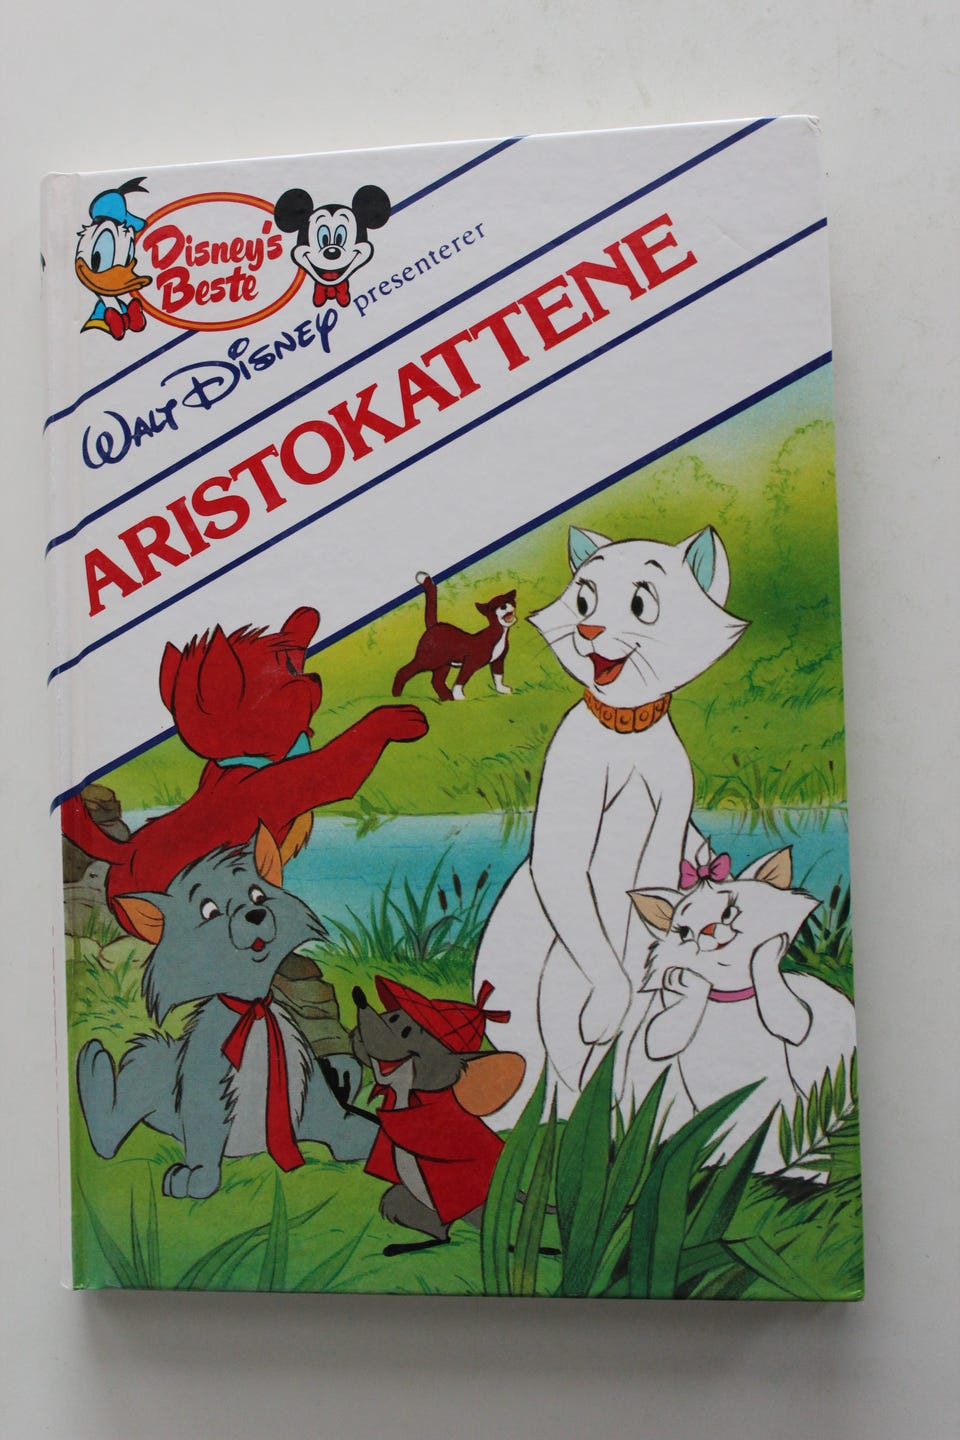 Disney's
Beste
WALT DISNEY presenterer
ARISTOKATTENE